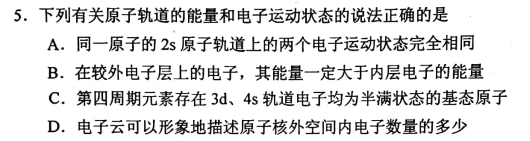 5. 下列有关原子轨道的能量和电子运动状态的说法正确的是
A. 同一原子的 2s 原子轨道上的两个电子运动状态完全相同
B. 在较外电子层上的电子，其能量一定大于内层电子的能量
C. 第四周期元素存在 3d、4s 轨道电子均为半满状态的基态原子
D. 电子云可以形象地描述原子核外空间内电子数量的多少